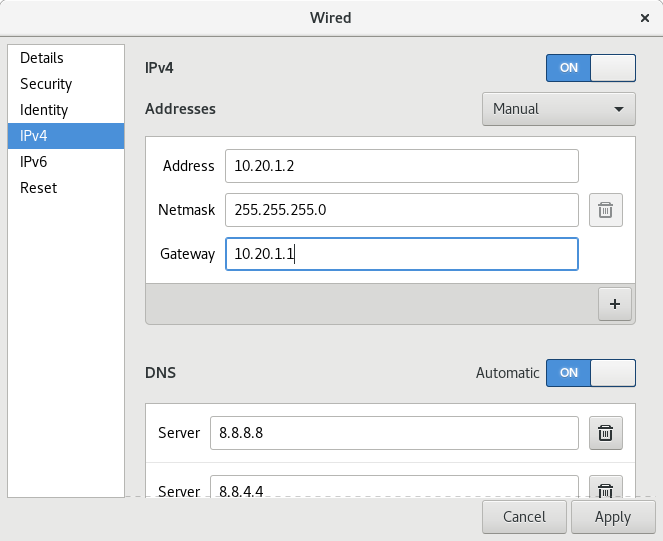 Wired ×
Details
Security
Identity
IPv4
IPv6
Reset
IPv4 ON
Addresses Manual
Address 10.20.1.2
Netmask 255.255.255.0
Gateway 10.20.1.1
+
DNS Automatic ON
Server 8.8.8.8
Server 8.8.4.4
Cancel Apply